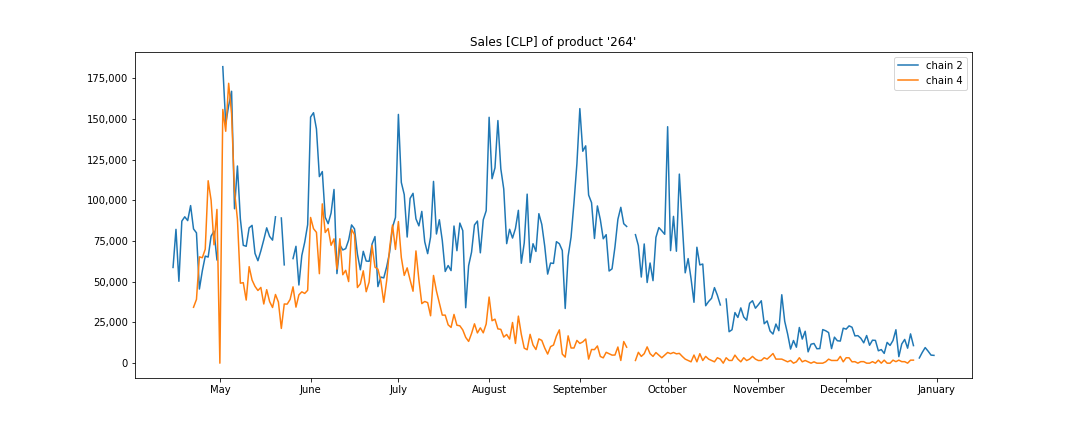 Sales [CLP] of product '264'
chain 2
chain 4
175,000
150,000
125,000
100,000
75,000
50,000
25,000
0
May June July August September October November December January